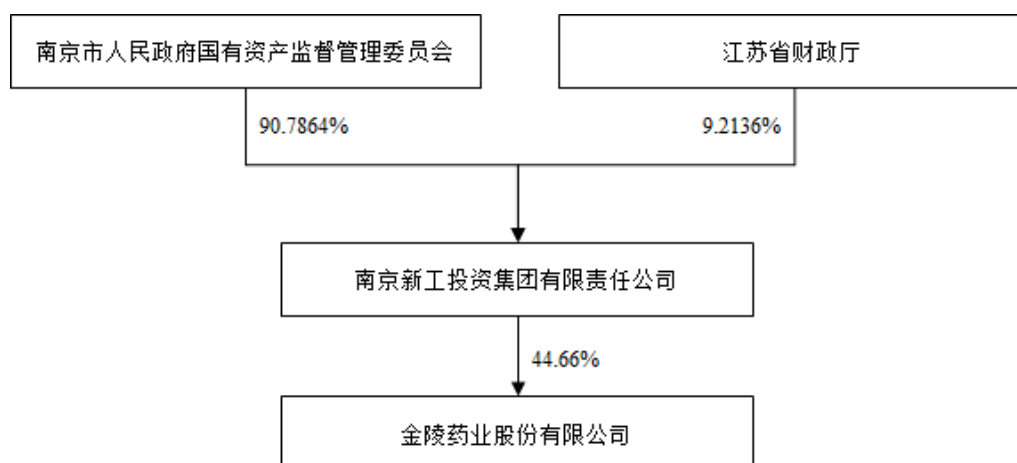 南京市人民政府国有资产监督管理委员会
江苏省财政厅
90.7864%
9.2136%
南京新工投资集团有限责任公司
44.66%
金陵药业股份有限公司